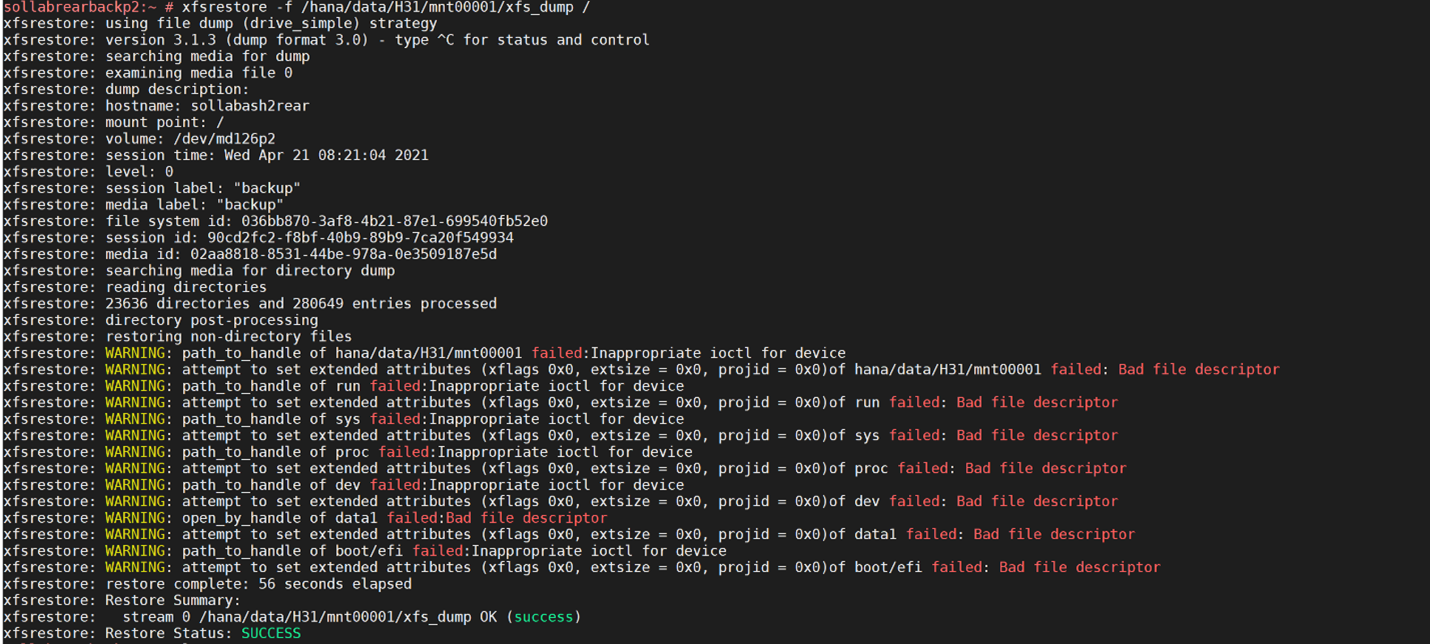 sollabrearbackp2:~ # xfsrestore -f /hana/data/H31/mnt00001/xfs_dump /
xfsrestore: using file dump (drive_simple) strategy
xfsrestore: version 3.1.3 (dump format 3.0) - type ^C for status and control
xfsrestore: searching media for dump
xfsrestore: examining media file 0
xfsrestore: dump description:
xfsrestore: hostname: sollabash2rear
xfsrestore: mount point: /
xfsrestore: volume: /dev/md126p2
xfsrestore: session time: Wed Apr 21 08:21:04 2021
xfsrestore: level: 0
xfsrestore: session label: "backup"
xfsrestore: media label: "backup"
xfsrestore: file system id: 036bb870-3af8-4b21-87e1-699540fb52e0
xfsrestore: session id: 90cd2fc2-f8bf-40b9-89b9-7ca20f549934
xfsrestore: media id: 02aa8818-8531-44be-978a-0e3509187e5d
xfsrestore: searching media for directory dump
xfsrestore: reading directories
xfsrestore: 23636 directories and 280649 entries processed
xfsrestore: directory post-processing
xfsrestore: restoring non-directory files
xfsrestore: WARNING: path_to_handle of hana/data/H31/mnt00001 failed:Inappropriate ioctl for device
xfsrestore: WARNING: attempt to set extended attributes (xflags 0x0, extsize = 0x0, projid = 0x0)of hana/data/H31/mnt00001 failed: Bad file descriptor
xfsrestore: WARNING: path_to_handle of run failed:Inappropriate ioctl for device
xfsrestore: WARNING: attempt to set extended attributes (xflags 0x0, extsize = 0x0, projid = 0x0)of run failed: Bad file descriptor
xfsrestore: WARNING: path_to_handle of sys failed:Inappropriate ioctl for device
xfsrestore: WARNING: attempt to set extended attributes (xflags 0x0, extsize = 0x0, projid = 0x0)of sys failed: Bad file descriptor
xfsrestore: WARNING: path_to_handle of proc failed:Inappropriate ioctl for device
xfsrestore: WARNING: attempt to set extended attributes (xflags 0x0, extsize = 0x0, projid = 0x0)of proc failed: Bad file descriptor
xfsrestore: WARNING: path_to_handle of dev failed:Inappropriate ioctl for device
xfsrestore: WARNING: attempt to set extended attributes (xflags 0x0, extsize = 0x0, projid = 0x0)of dev failed: Bad file descriptor
xfsrestore: WARNING: open_by_handle of data1 failed:Bad file descriptor
xfsrestore: WARNING: attempt to set extended attributes (xflags 0x0, extsize = 0x0, projid = 0x0)of data1 failed: Bad file descriptor
xfsrestore: WARNING: path_to_handle of boot/efi failed:Inappropriate ioctl for device
xfsrestore: WARNING: attempt to set extended attributes (xflags 0x0, extsize = 0x0, projid = 0x0)of boot/efi failed: Bad file descriptor
xfsrestore: restore complete: 56 seconds elapsed
xfsrestore: Restore Summary:
xfsrestore:   stream 0 /hana/data/H31/mnt00001/xfs_dump OK (success)
xfsrestore: Restore Status: SUCCESS